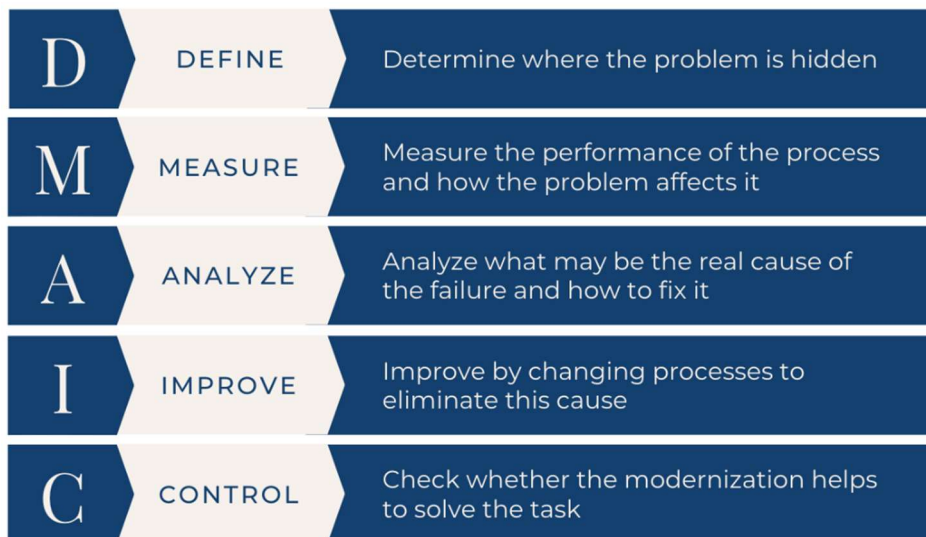 D
DEFINE
Determine where the problem is hidden
M
MEASURE
Measure the performance of the process
and how the problem affects it
A
ANALYZE
Analyze what may be the real cause of
the failure and how to fix it
I
IMPROVE
Improve by changing processes to
eliminate this cause
C
CONTROL
Check whether the modernization helps
to solve the task